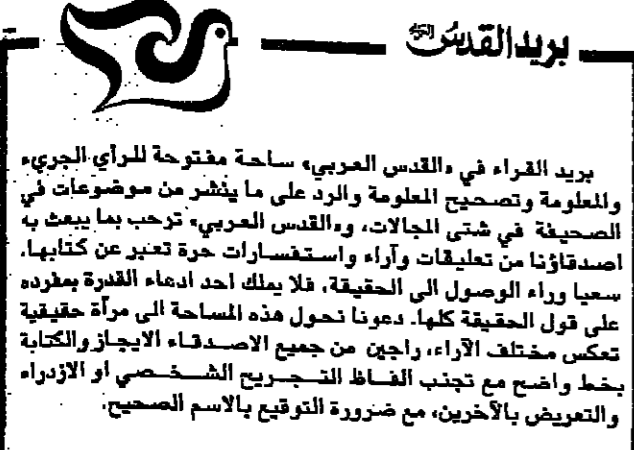 بريد القدس العربي
بريد القراء في «القدس العربي» ساحة مفتوحة للرأي الجريء
والمعلومة وتصحيح المعلومة والرد على ما ينشر من موضوعات في
الصحيفة في شتى المجالات، و«القدس العربي» ترحب بما يبعث به
اصدقاؤنا من تعليقات وآراء واستفسارات حرة تعبر عن كتابها.
سعيا وراء الوصول الى الحقيقة، فلا يملك احد ادعاء القدرة بمفرده
على قول الحقيقة كلها. دعونا نحول هذه المساحة الى مرآة حقيقية
تعكس مختلف الآراء، راجين من جميع الاصدقاء الايجاز والكتابة
بخط واضح مع تجنب الفاظ التجريح الشخصي او الازدراء
والتعريض بالآخرين، مع ضرورة التوقيع بالاسم الصحيح.